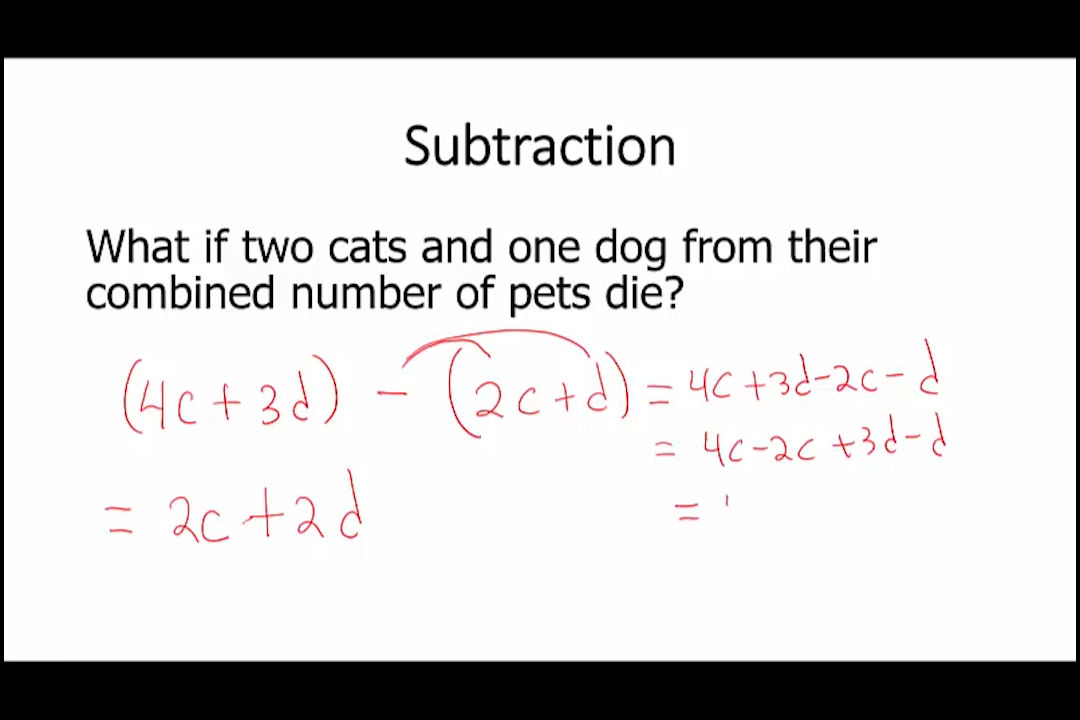 Subtraction
What if two cats and one dog from their
combined number of pets die?
(4c + 3d) - (2c + d) = 4c + 3d - 2c - d
= 4c - 2c + 3d - d
= 2c + 2d
=